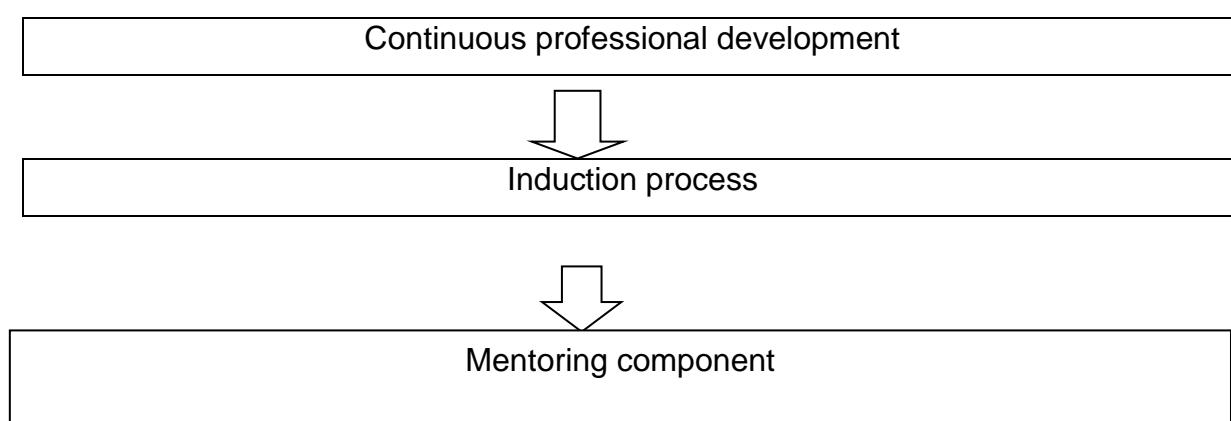 Continuous professional development
Induction process
Mentoring component